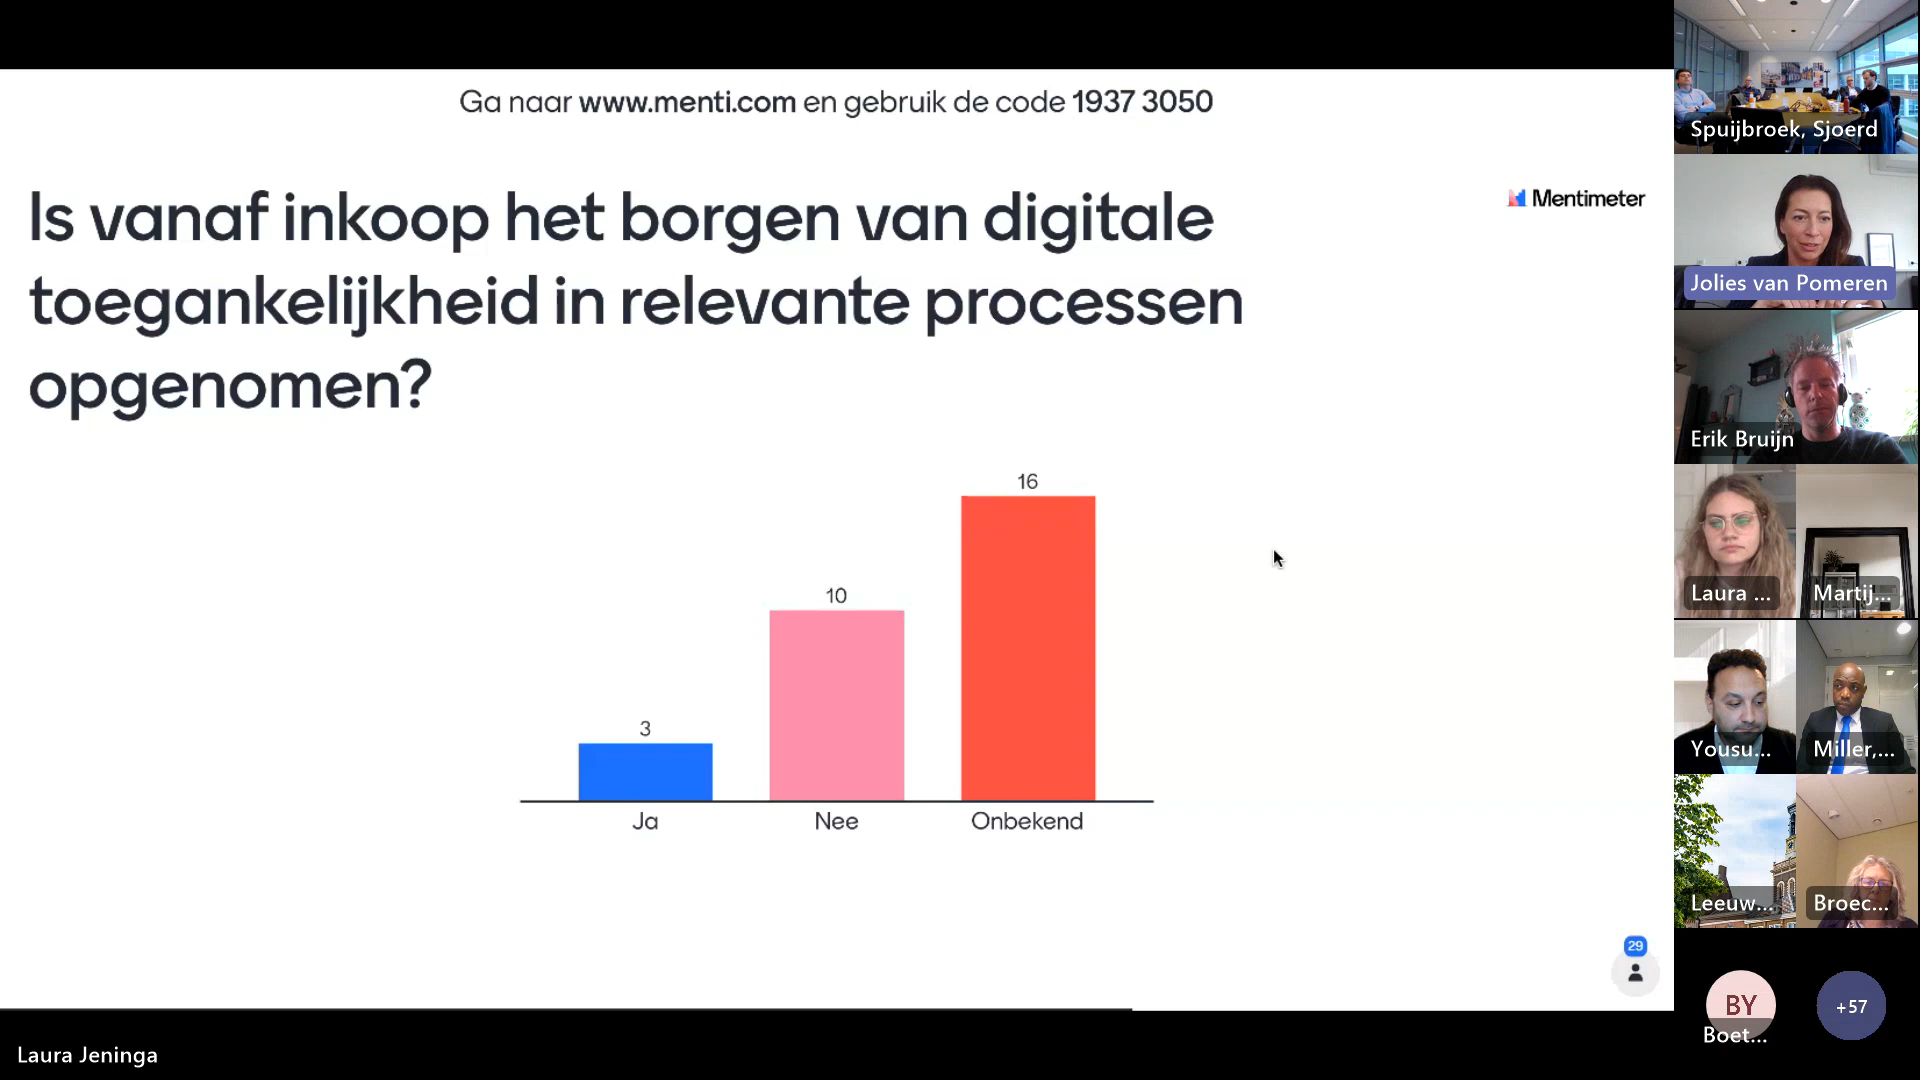 Ga naar www.menti.com en gebruik de code 1937 3050
Is vanaf inkoop het borgen van digitale
toegankelijkheid in relevante processen
opgenomen?
Mentimeter
16
10
3
Ja
Nee
Onbekend
29
Laura Jeninga
Spuijbroek, Sjoerd
Jolies van Pomeren
Erik Bruijn
Laura ...
Martij...
Yousu...
Miller,...
Leeuw...
Broec...
BY
Boet...
+57